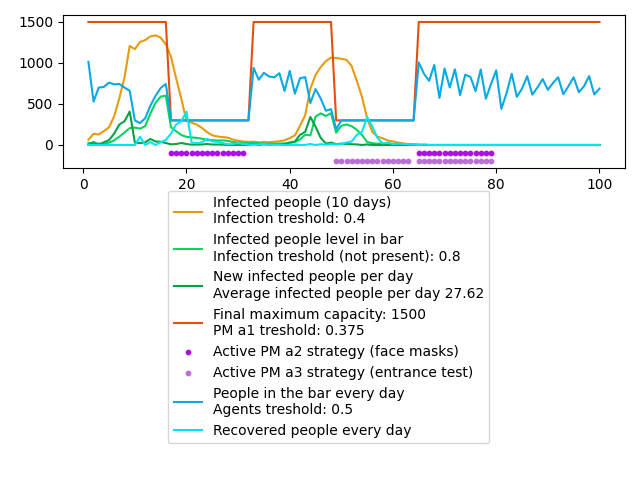 1500
1000
500
0
0 20 40 60 80 100
Infected people (10 days)
Infection treshold: 0.4
Infected people level in bar
Infection treshold (not present): 0.8
New infected people per day
Average infected people per day 27.62
Final maximum capacity: 1500
PM a1 treshold: 0.375
Active PM a2 strategy (face masks)
Active PM a3 strategy (entrance test)
People in the bar every day
Agents treshold: 0.5
Recovered people every day